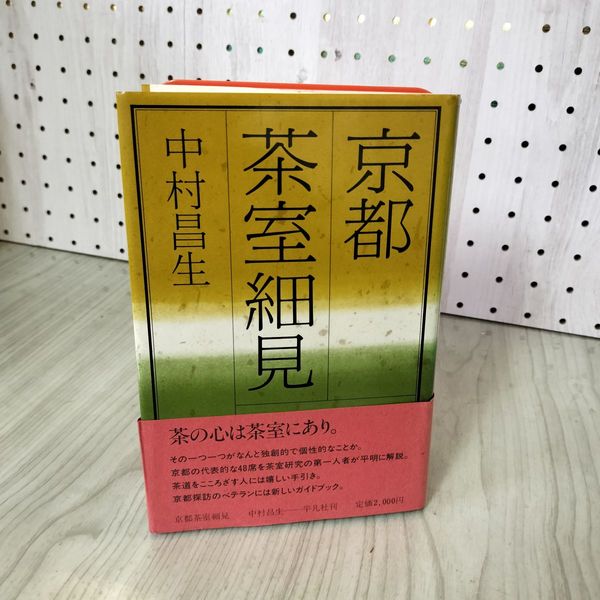 京都
茶室細見
中村昌生
茶の心は茶室にあり。
その一つ一つがなんと独創的で個性的なことか。
京都の代表的な48席を茶室研究の第一人者が平明に解説。
茶道をこころざす人には嬉しい手引き。
京都探訪のベテランには新しいガイドブック。
京都茶室細見　中村昌生——平凡社刊　定価2,000円